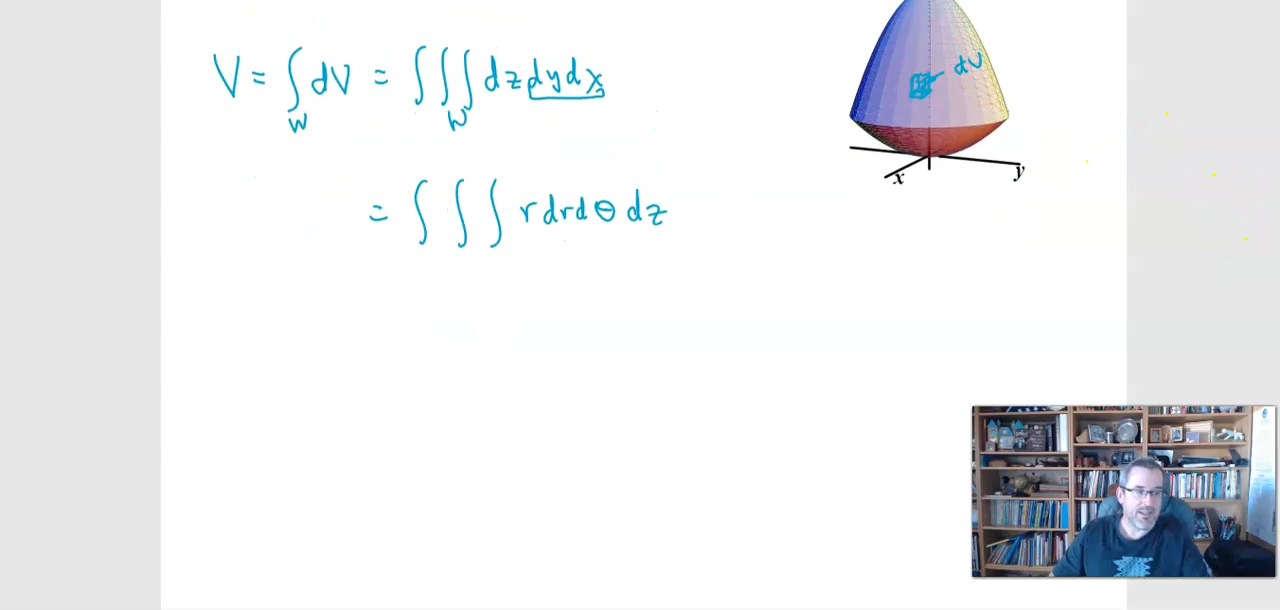 V = ∫_W dV = ∫∫∫_W dz dy dx
= ∫ ∫ ∫ r dr dθ dz
dV
x
y